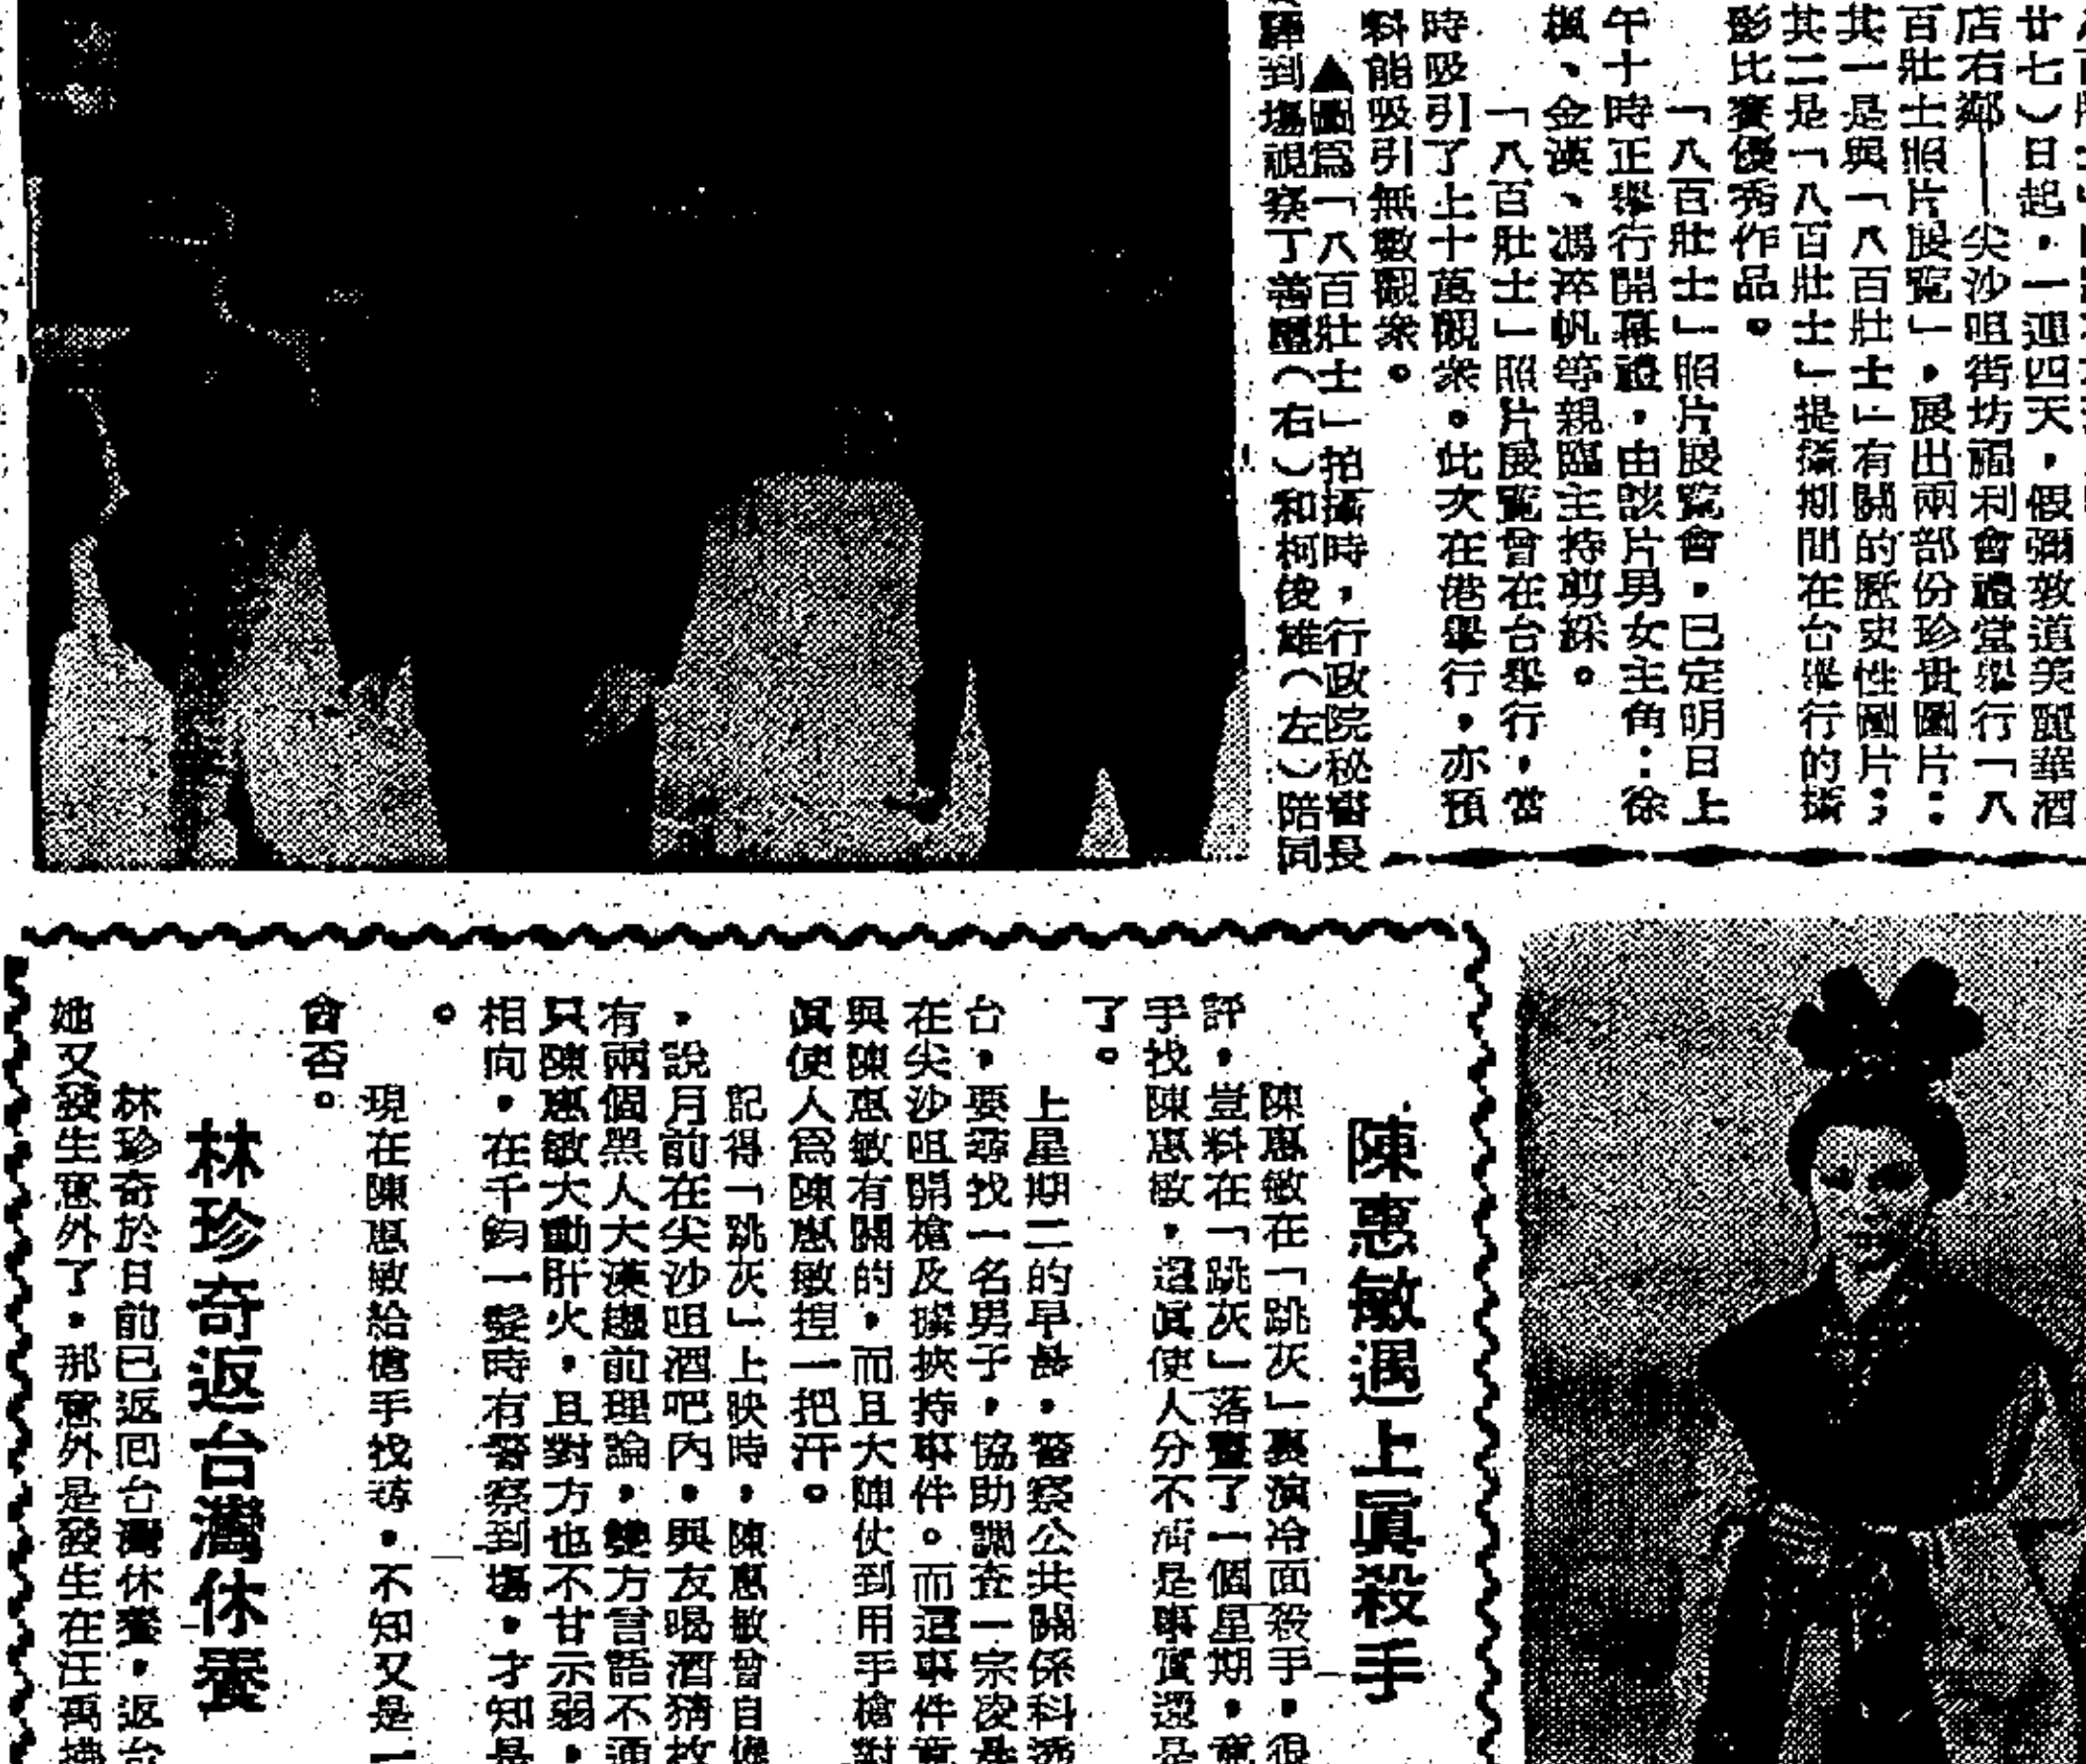 廿七）日起，一連四天，假彌敦道美麗華酒
店右鄰——尖沙咀街坊福利會禮堂舉行「八
百壯士照片展覽」，展出兩部份珍貴圖片：
其一是與「八百壯士」有關的歷史性圖片；
其二是「八百壯士」提攝期間在台舉行的攝
影比賽優秀作品。
「八百壯士」照片展覽會，已定明日上
午十時正舉行開幕禮，由該片男女主角：徐
楓、金漢、馮淬帆等親臨主持剪綵。
「八百壯士」照片展覽曾在台舉行，當
時吸引了上十萬觀衆。此次在港舉行，亦預
料能吸引無數觀衆。
▲圖爲「八百壯士」拍攝時，行政院秘書長
到塲視察丁善璽（右）和柯俊雄（左）陪同
陳惠敏遇上眞殺手
陳惠敏在「跳灰」裏演冷面殺手，很
評，豈料在「跳灰」落畫了一個星期，竟
手找陳惠敏，這眞使人分不淸是事實還是
了。
上星期二的早晨，警察公共關係科透
台，要尋找一名男子，協助調查一宗凌晨
在尖沙咀開槍及挾持事件。而這事件竟
與陳惠敏有關的，而且大陣仗到用手槍對
眞使人爲陳惠敏捏一把汗。
記得「跳灰」上映時，陳惠敏曾自爆
，說月前在尖沙咀酒吧內，與友喝酒猜枚
有兩個黑人大漢趨前理論，雙方言語不通
只陳惠敏大動肝火，且對方也不甘示弱，
相向，在千鈞一髮時有警察到塲，才知是
。
現在陳惠敏給槍手找尋，不知又是一
會否。
林珍奇返台灣休養
林珍奇於日前已返回台灣休養，返台
她又發生意外了，那意外是發生在汪萬